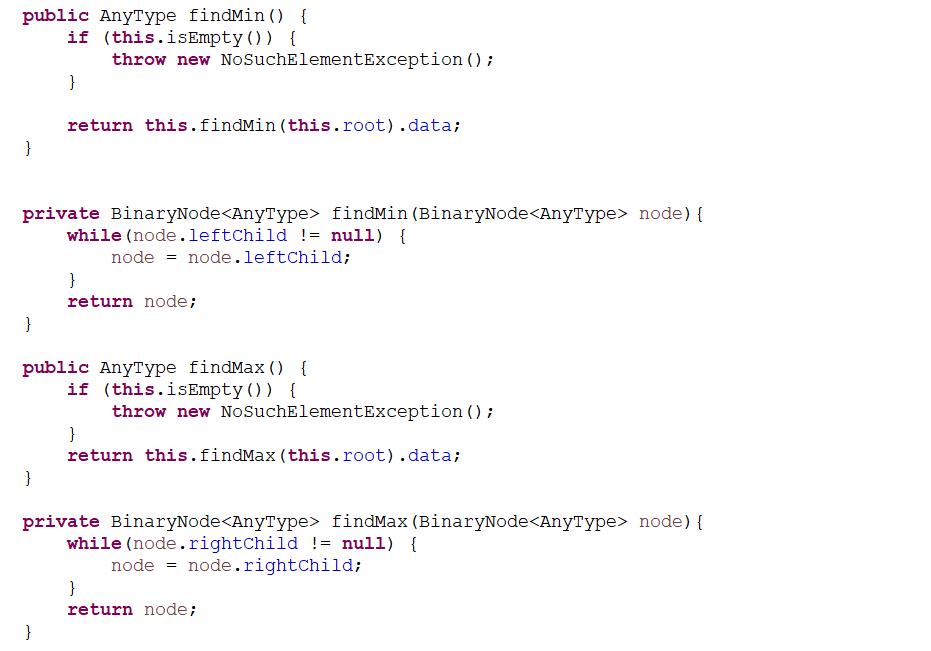 public AnyType findMin() {
    if (this.isEmpty()) {
        throw new NoSuchElementException();
    }

    return this.findMin(this.root).data;
}


private BinaryNode<AnyType> findMin(BinaryNode<AnyType> node){
    while(node.leftChild != null) {
        node = node.leftChild;
    }
    return node;
}

public AnyType findMax() {
    if (this.isEmpty()) {
        throw new NoSuchElementException();
    }
    return this.findMax(this.root).data;
}

private BinaryNode<AnyType> findMax(BinaryNode<AnyType> node){
    while(node.rightChild != null) {
        node = node.rightChild;
    }
    return node;
}